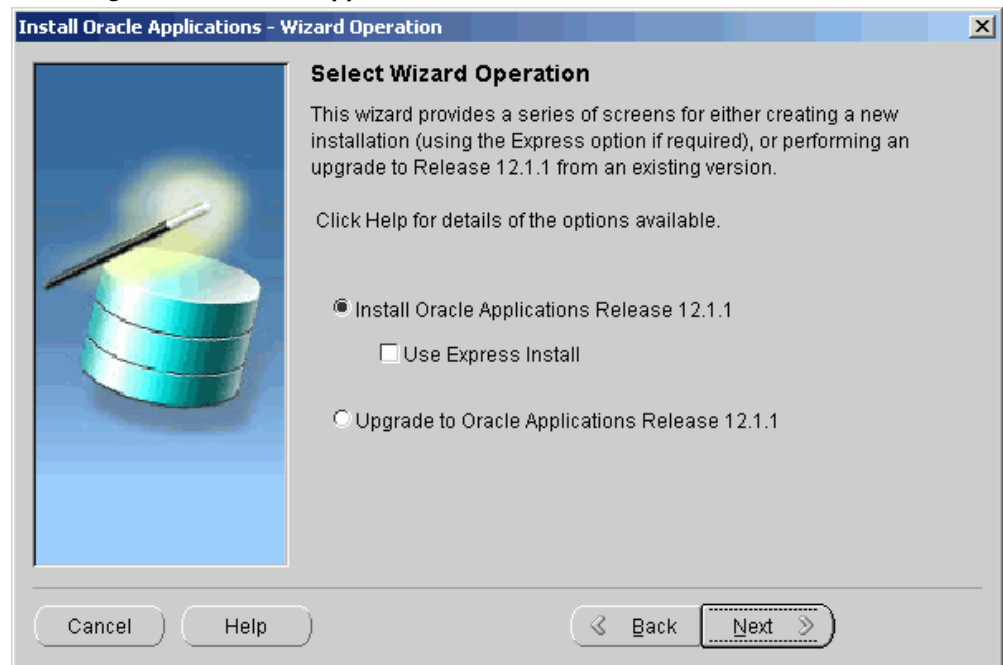 Install Oracle Applications - Wizard Operation
Select Wizard Operation
This wizard provides a series of screens for either creating a new
installation (using the Express option if required), or performing an
upgrade to Release 12.1.1 from an existing version.
Click Help for details of the options available.
Install Oracle Applications Release 12.1.1
Use Express Install
Upgrade to Oracle Applications Release 12.1.1
Cancel
Help
Back
Next